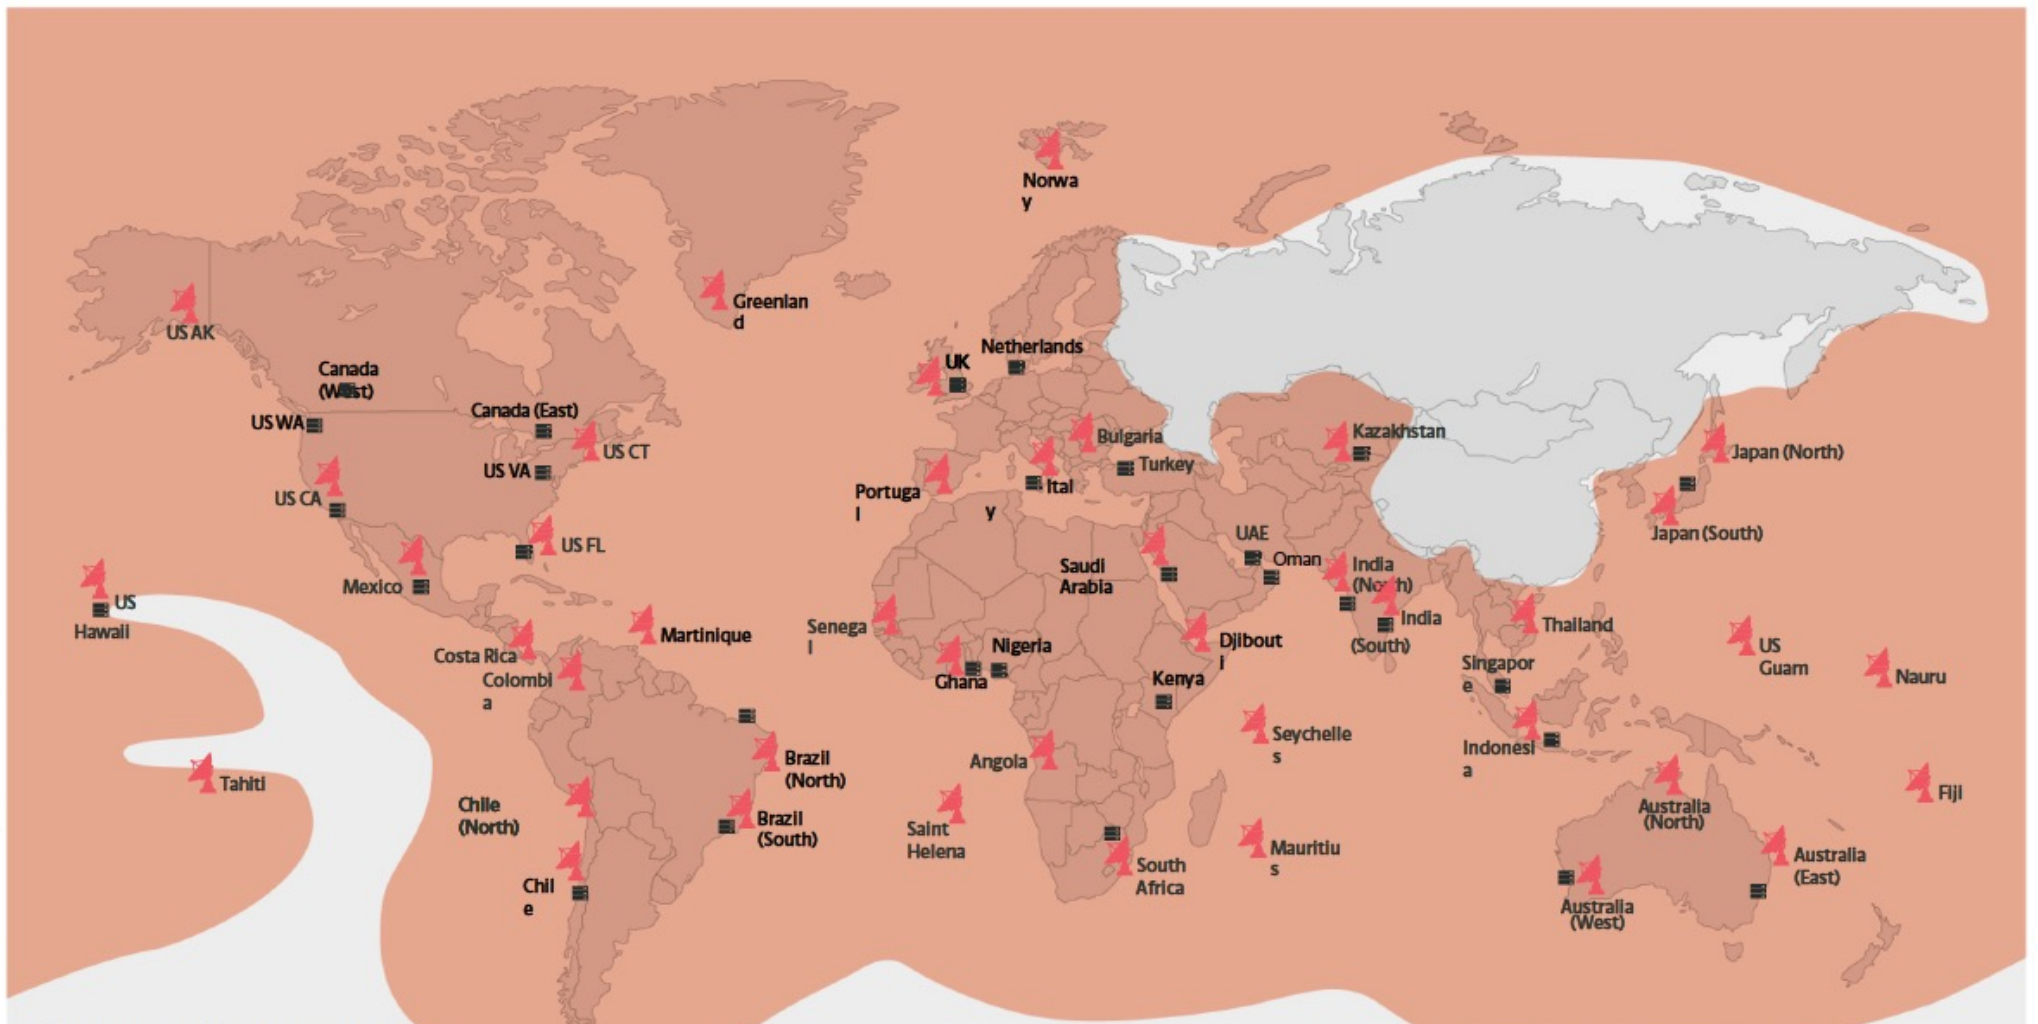 Norwa
y
Greenlan
d
US AK
Canada
(West)
US WA
Canada (East)
US CT
US VA
US CA
US FL
Mexico
US
Hawaii
Martinique
Costa Rica
Colombi
a
Tahiti
Brazil
(North)
Chile
(North)
Brazil
(South)
Chil
e
UK
Netherlands
Bulgaria
Turkey
Ital
y
Portuga
l
Kazakhstan
Japan (North)
Japan (South)
UAE
Oman
Saudi
Arabia
India
(North)
India
(South)
Senega
l
Nigeria
Ghana
Djibout
i
Kenya
Thailand
Singapor
e
US
Guam
Nauru
Seychelle
s
Angola
Indonesi
a
Fiji
Saint
Helena
Mauritiu
s
South
Africa
Australia
(North)
Australia
(East)
Australia
(West)